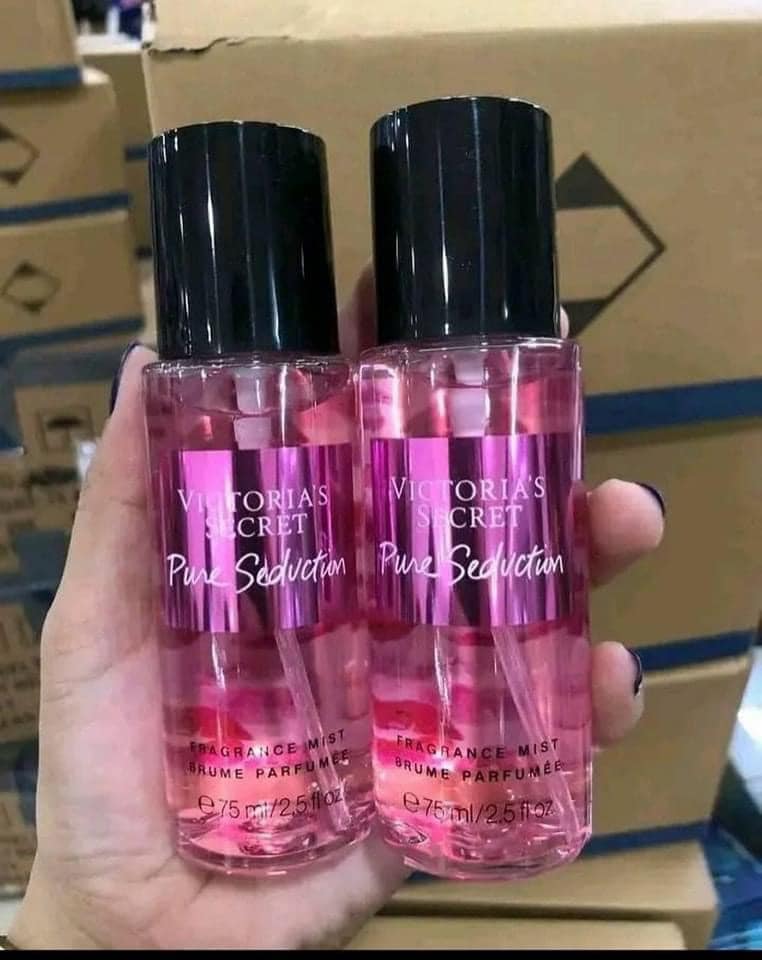 VICTORIA'S
SECRET
Pure Seduction
FRAGRANCE MIST
BRUME PARFUMÉE
e 75 ml/2,5 fl oz
VICTORIA'S
SECRET
Pure Seduction
FRAGRANCE MIST
BRUME PARFUMÉE
e 75 ml/2,5 fl oz